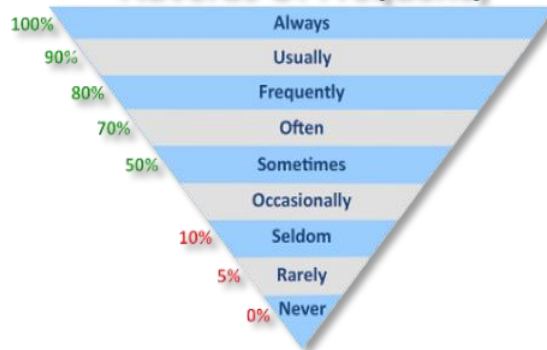 100% Always
90% Usually
80% Frequently
70% Often
50% Sometimes
Occasionally
10% Seldom
5% Rarely
0% Never